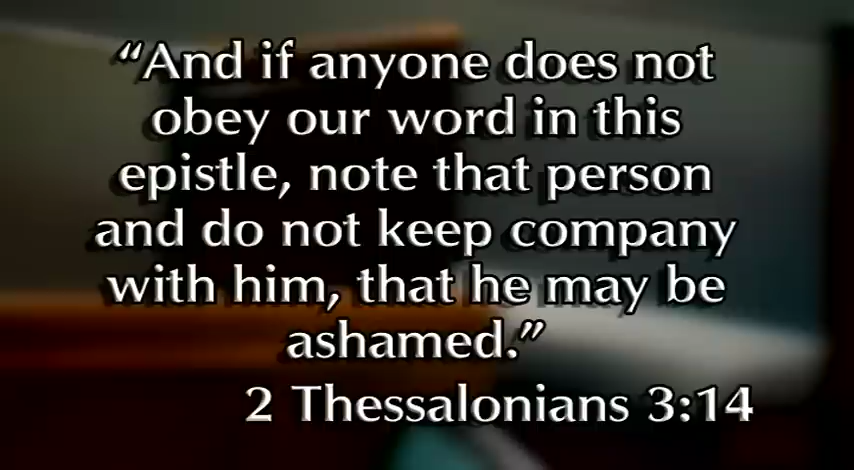 “And if anyone does not
obey our word in this
epistle, note that person
and do not keep company
with him, that he may be
ashamed.”
2 Thessalonians 3:14